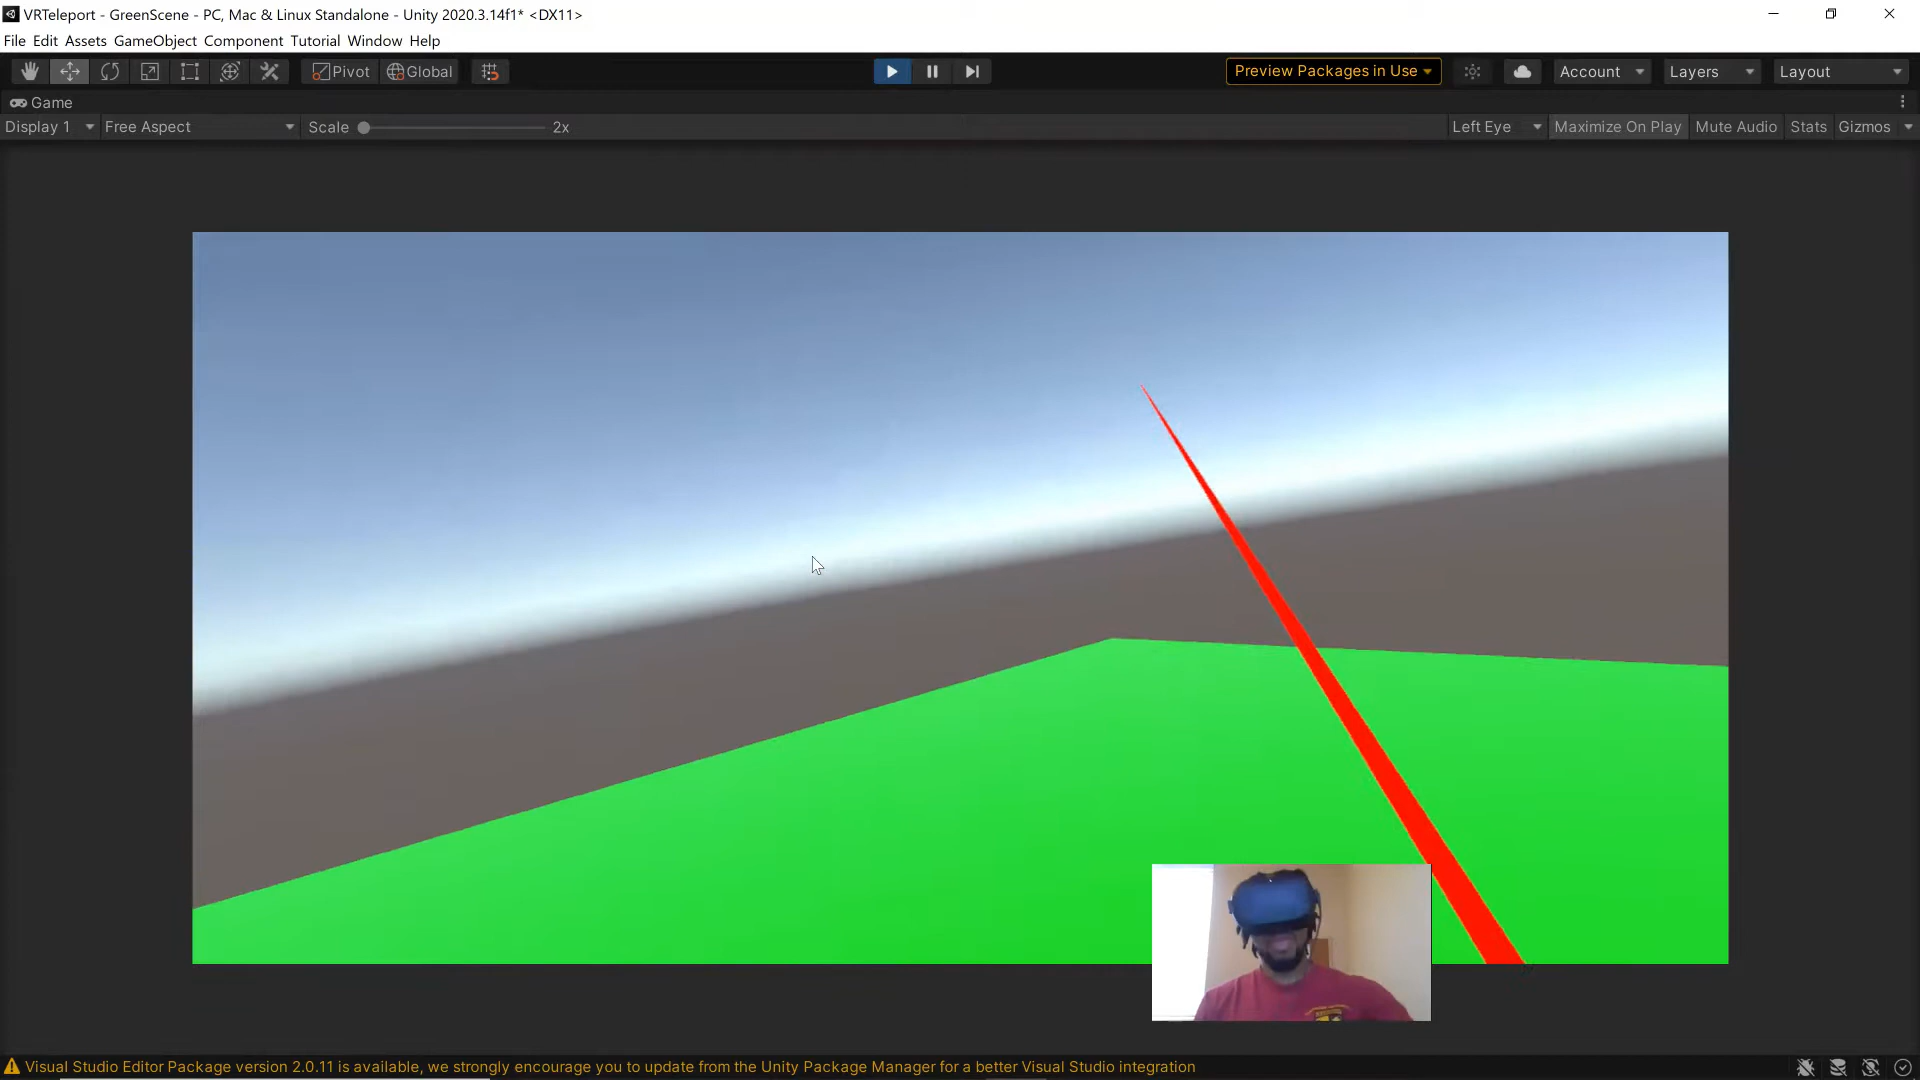 VRTeleport - GreenScene - PC, Mac & Linux Standalone - Unity 2020.3.14f1* <DX11>
File Edit Assets GameObject Component Tutorial Window Help
Pivot Global Preview Packages in Use Account Layers Layout
Game
Display 1 Free Aspect Scale 2x Left Eye Maximize On Play Mute Audio Stats Gizmos
Visual Studio Editor Package version 2.0.11 is available, we strongly encourage you to update from the Unity Package Manager for a better Visual Studio integration